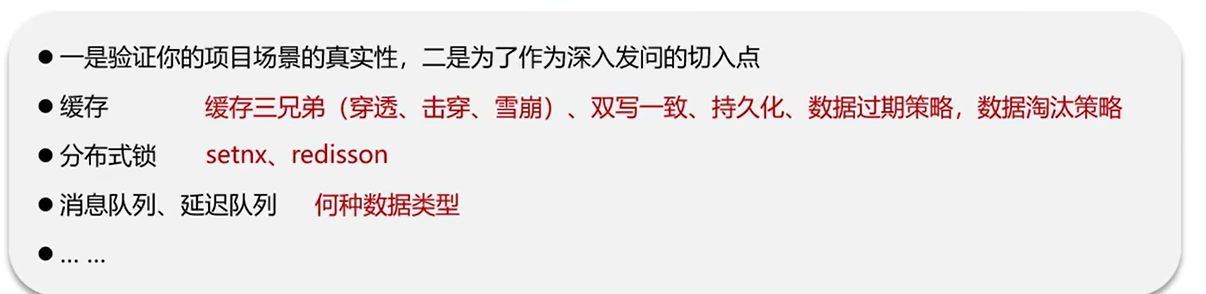 ● 一是验证你的项目场景的真实性，二是为了作为深入发问的切入点
● 缓存 缓存三兄弟（穿透、击穿、雪崩）、双写一致、持久化、数据过期策略，数据淘汰策略
● 分布式锁 setnx、redisson
● 消息队列、延迟队列 何种数据类型
● … …